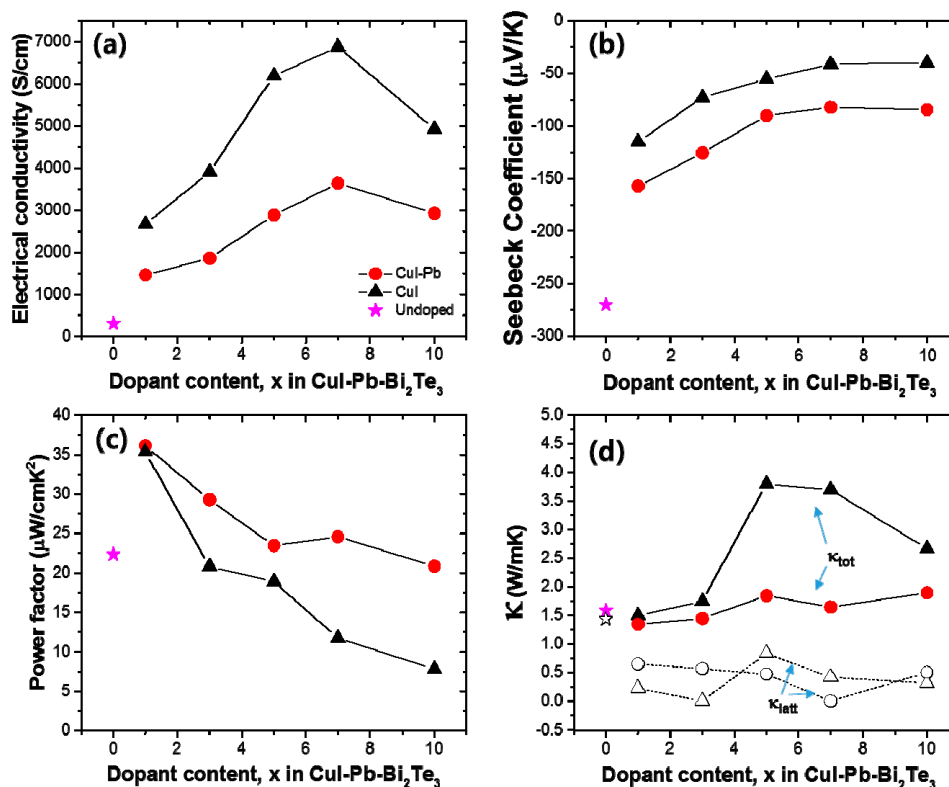 (a)
Electrical conductivity (S/cm)
7000
6000
5000
4000
3000
2000
1000
0
CuI-Pb
CuI
Undoped
0 2 4 6 8 10
Dopant content, x in CuI-Pb-Bi₂Te₃
(b)
Seebeck Coefficient (μV/K)
0
-50
-100
-150
-200
-250
-300
0 2 4 6 8 10
Dopant content, x in CuI-Pb-Bi₂Te₃
(c)
Power factor (μW/cmK²)
40
35
30
25
20
15
10
5
0
0 2 4 6 8 10
Dopant content, x in CuI-Pb-Bi₂Te₃
(d)
κ (W/mK)
5.0
4.5
4.0
3.5
3.0
2.5
2.0
1.5
1.0
0.5
0.0
-0.5
κtot
κlatt
0 2 4 6 8 10
Dopant content, x in CuI-Pb-Bi₂Te₃